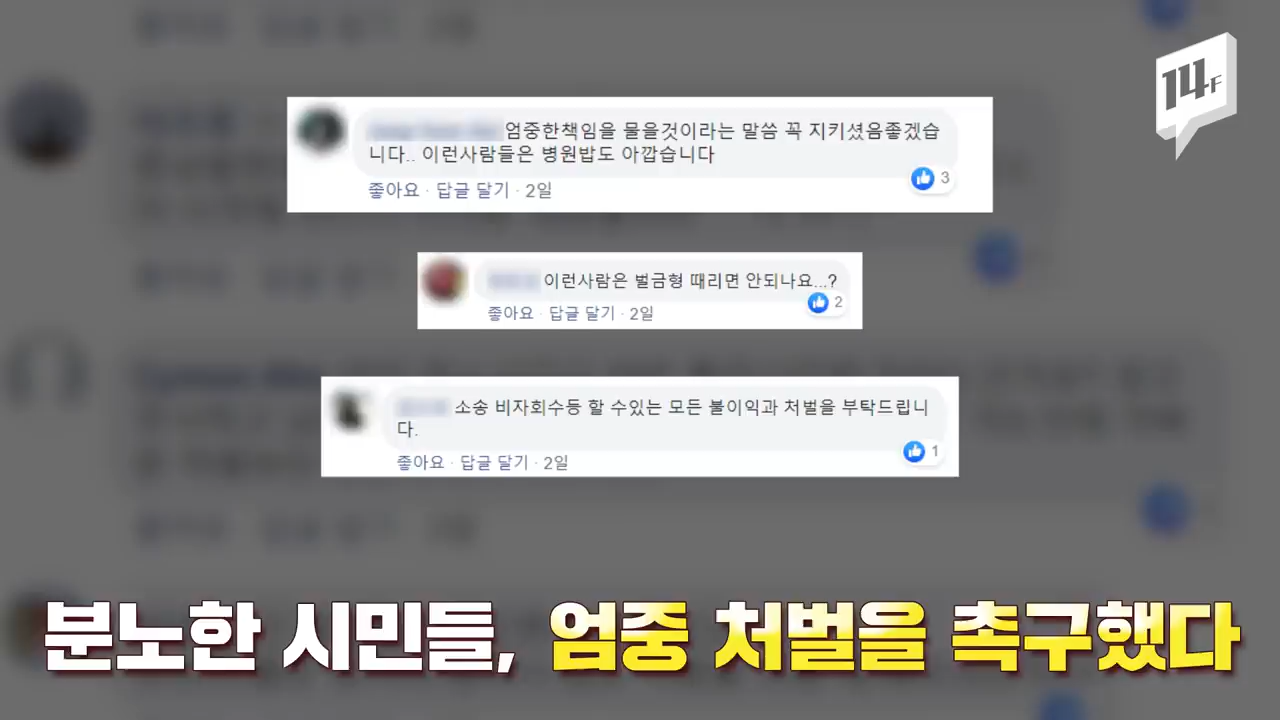 14F
엄중한책임을 물을것이라는 말씀 꼭 지키셨음좋겠습
니다.. 이런사람들은 병원밥도 아깝습니다
3
좋아요 · 답글 달기 · 2일
이런사람은 벌금형 때리면 안되나요...?
2
좋아요 · 답글 달기 · 2일
소송 비자회수등 할 수있는 모든 불이익과 처벌을 부탁드립니
다.
1
좋아요 · 답글 달기 · 2일
분노한 시민들, 엄중 처벌을 촉구했다